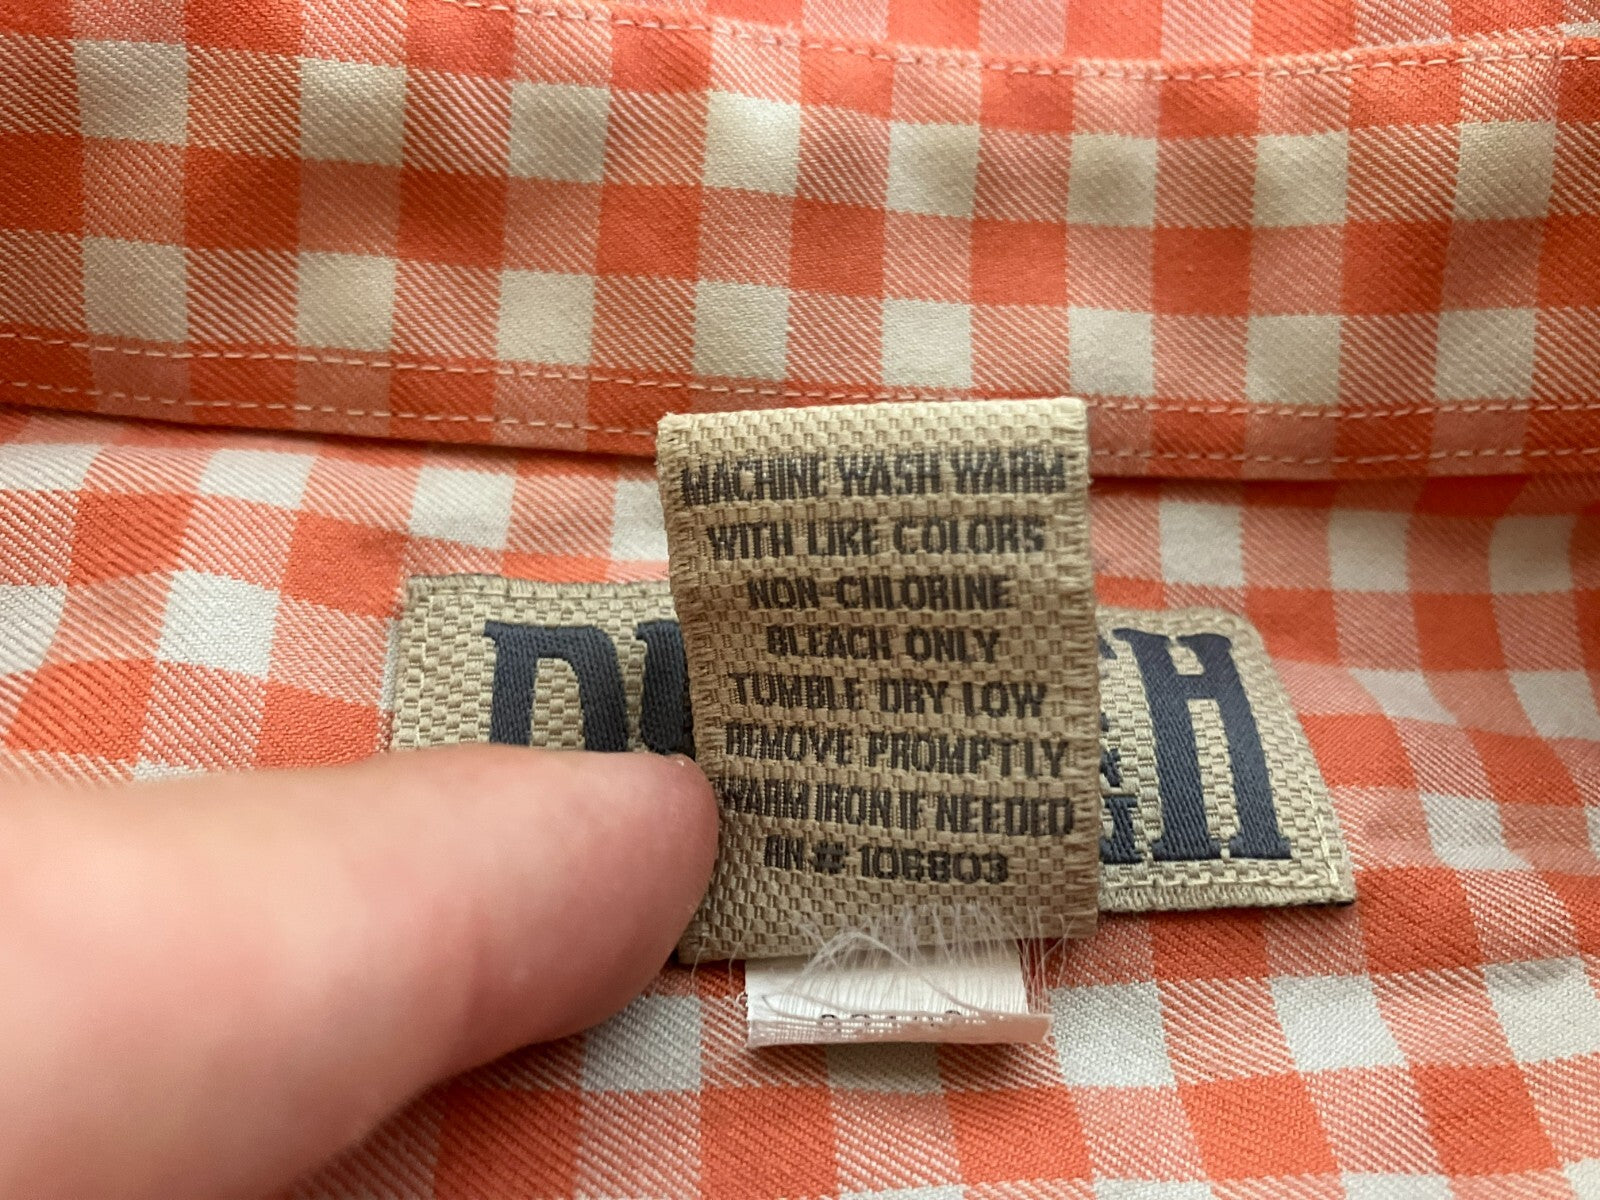 MACHINE WASH WARM
WITH LIKE COLORS
NON-CHLORINE
BLEACH ONLY
TUMBLE DRY LOW
REMOVE PROMPTLY
WARM IRON IF NEEDED
RN# 106803